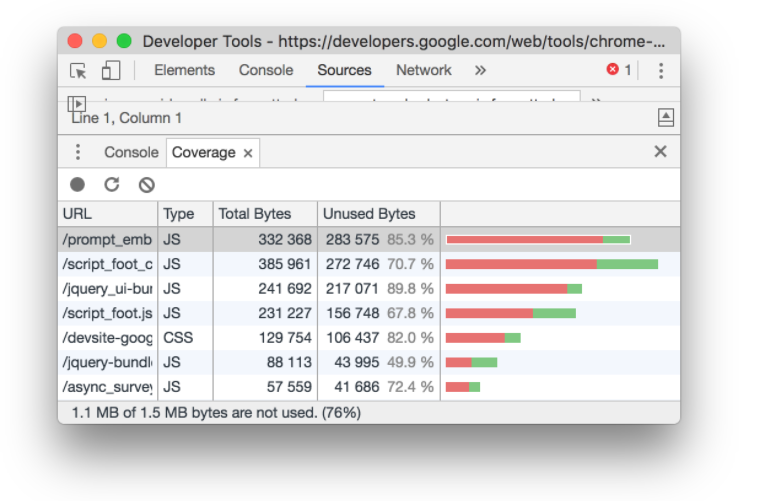 Developer Tools - https://developers.google.com/web/tools/chrome-...
Elements Console Sources Network » 1
Line 1, Column 1
Console Coverage ×
URL Type Total Bytes Unused Bytes
/prompt_emb JS 332 368 283 575 85.3 %
/script_foot_c JS 385 961 272 746 70.7 %
/jquery_ui-bur JS 241 692 217 071 89.8 %
/script_foot.js JS 231 227 156 748 67.8 %
/devsite-goog CSS 129 754 106 437 82.0 %
/jquery-bundl JS 88 113 43 995 49.9 %
/async_survey JS 57 559 41 686 72.4 %
1.1 MB of 1.5 MB bytes are not used. (76%)